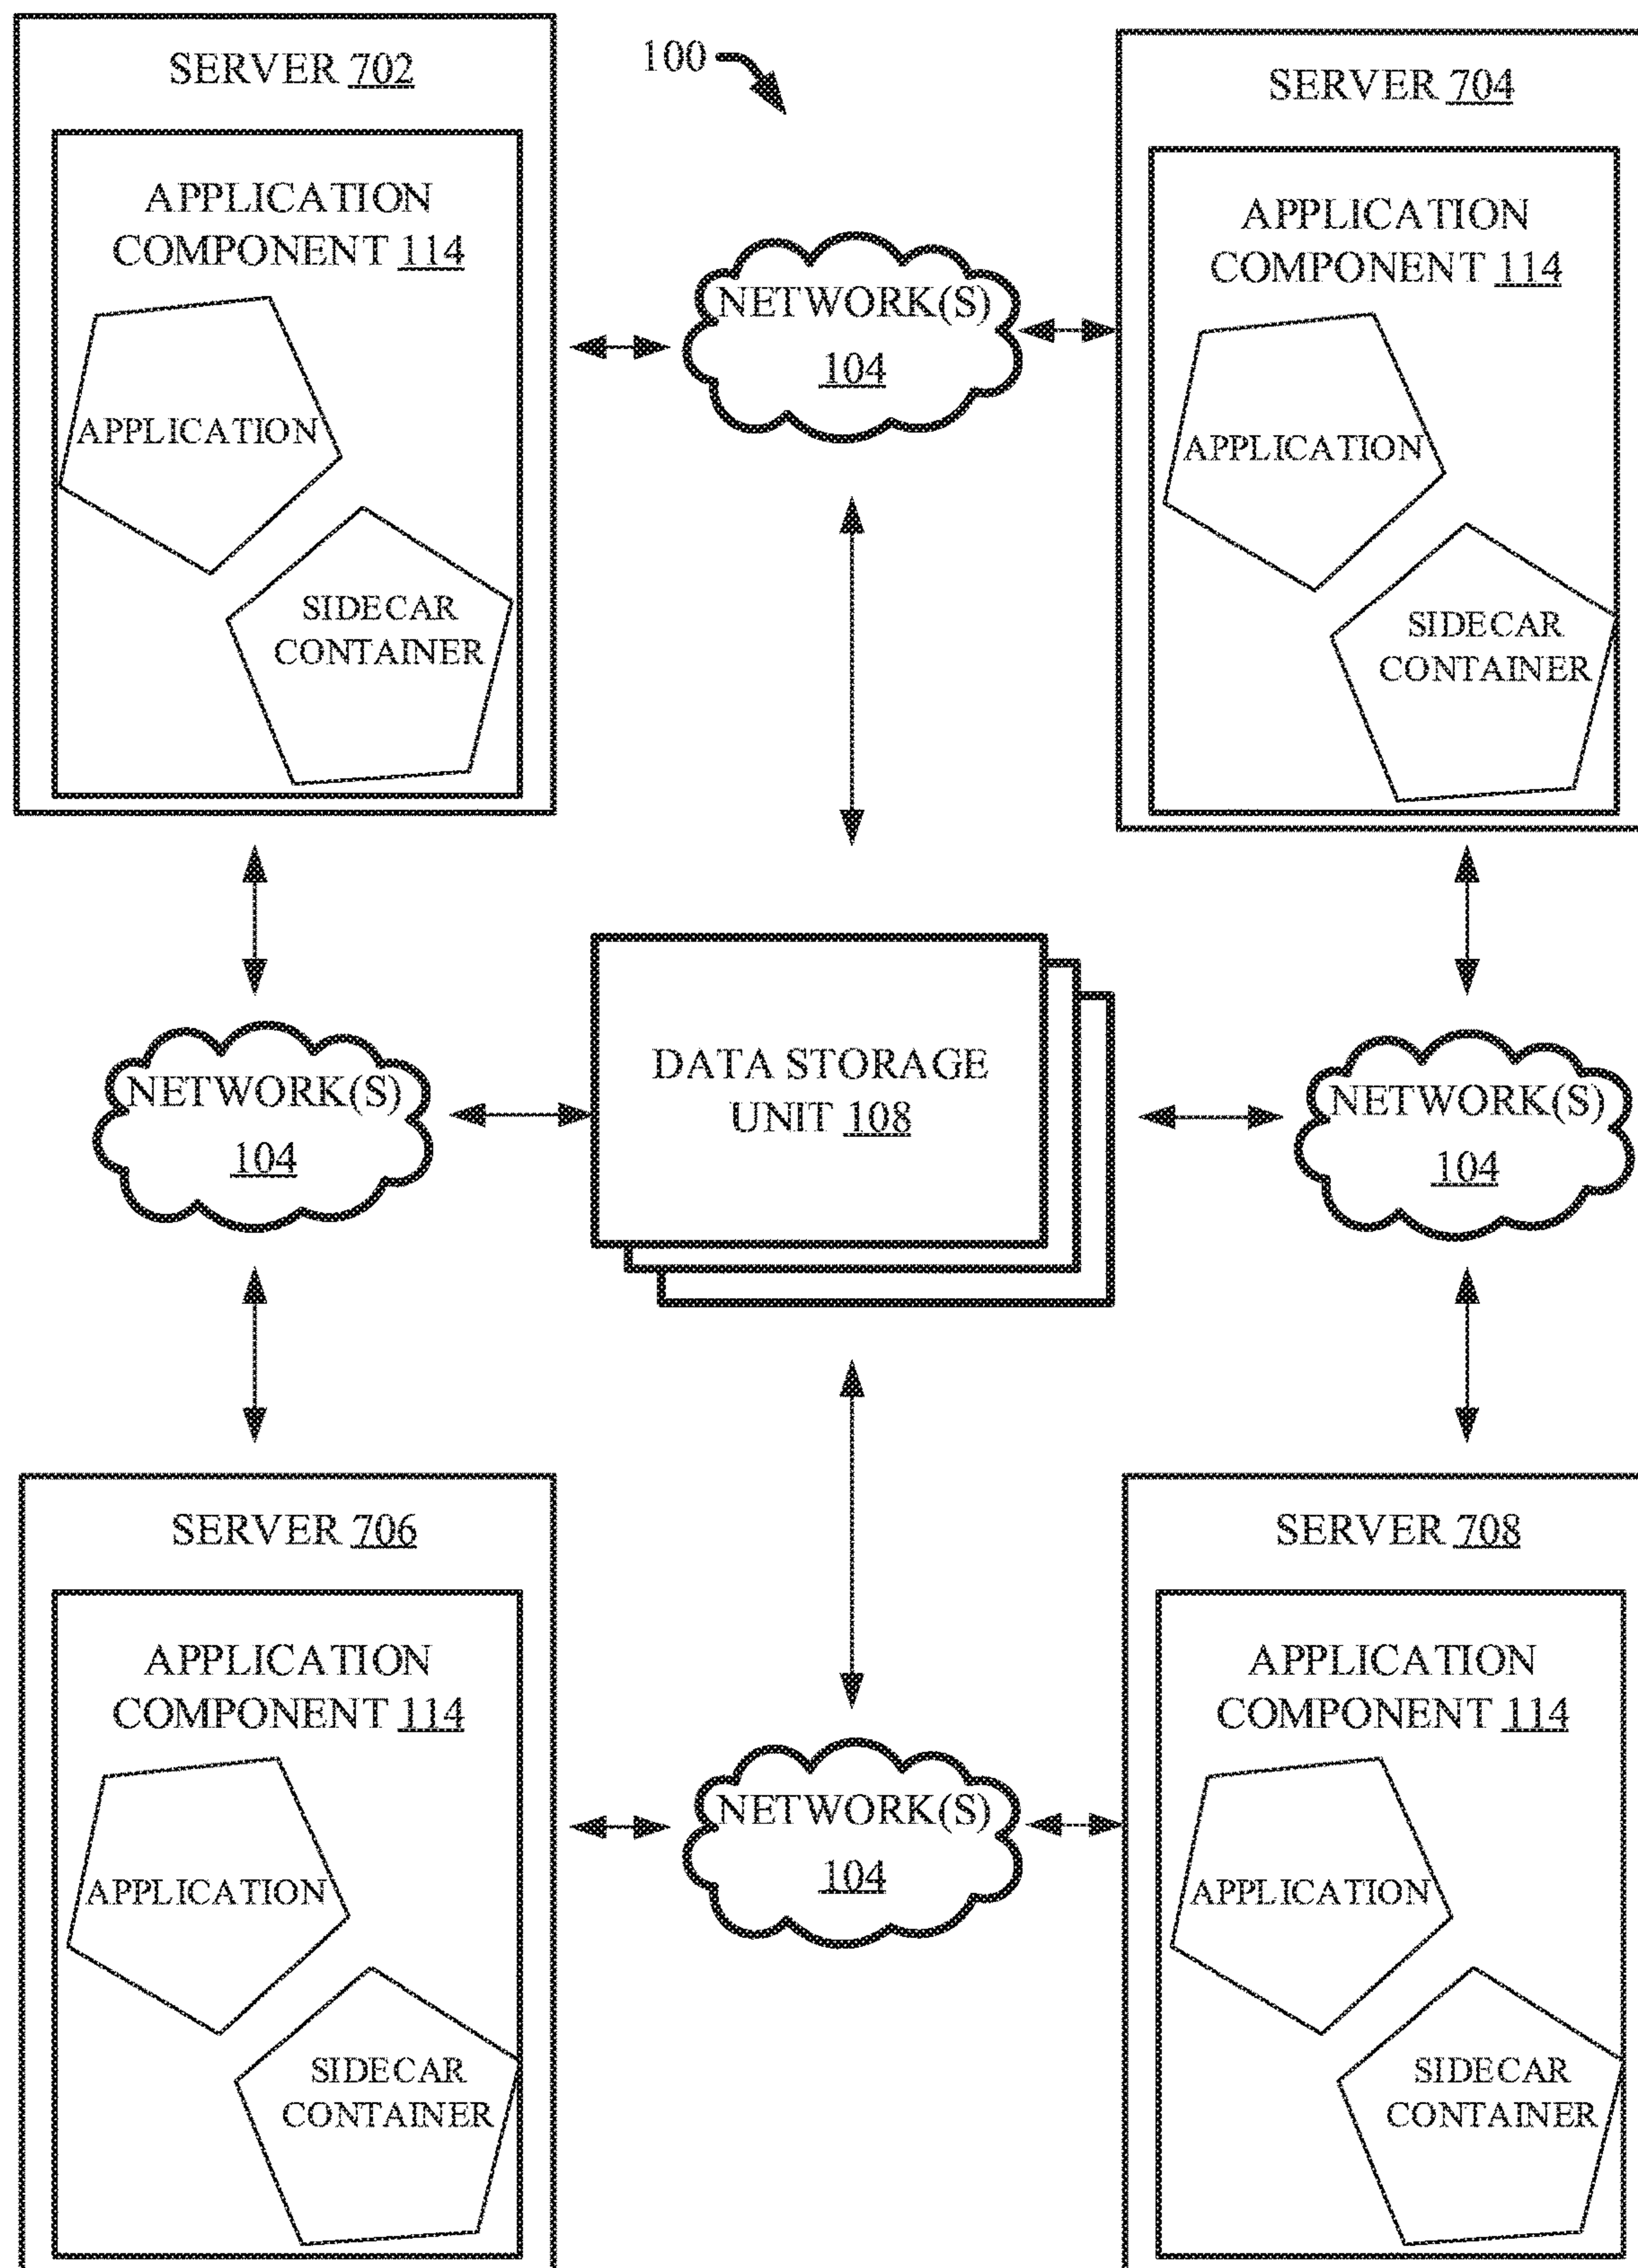 SERVER 702
APPLICATION
COMPONENT 114
APPLICATION
SIDECAR
CONTAINER
100
NETWORK(S)
104
SERVER 704
APPLICATION
COMPONENT 114
APPLICATION
SIDECAR
CONTAINER
NETWORK(S)
104
DATA STORAGE
UNIT 108
NETWORK(S)
104
SERVER 706
APPLICATION
COMPONENT 114
APPLICATION
SIDECAR
CONTAINER
NETWORK(S)
104
SERVER 708
APPLICATION
COMPONENT 114
APPLICATION
SIDECAR
CONTAINER